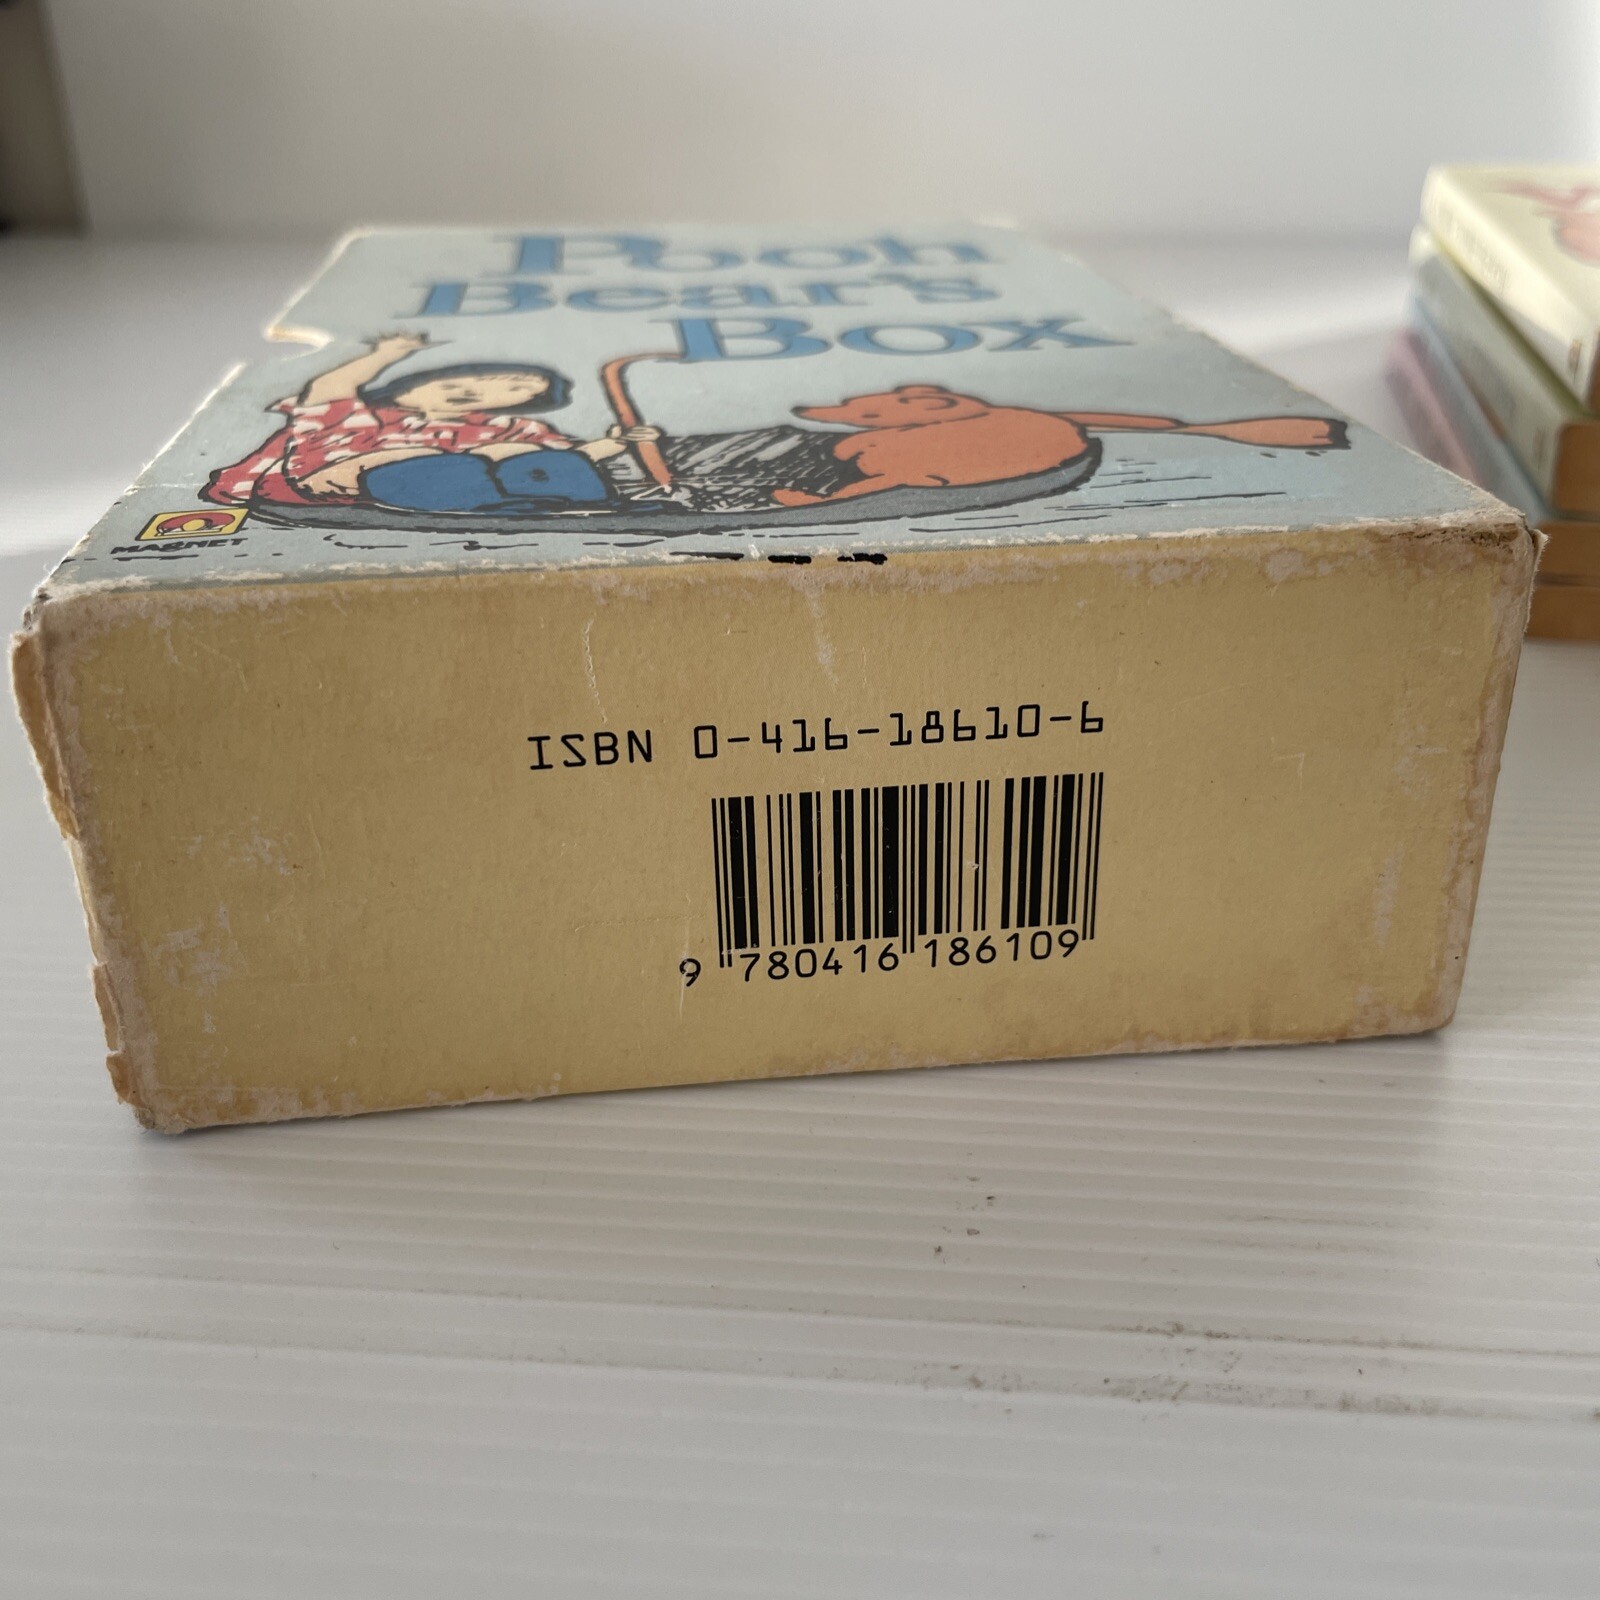 Pooh
Bear's
Box
MAGNET
ISBN 0-416-18610-6
9 780416 186109